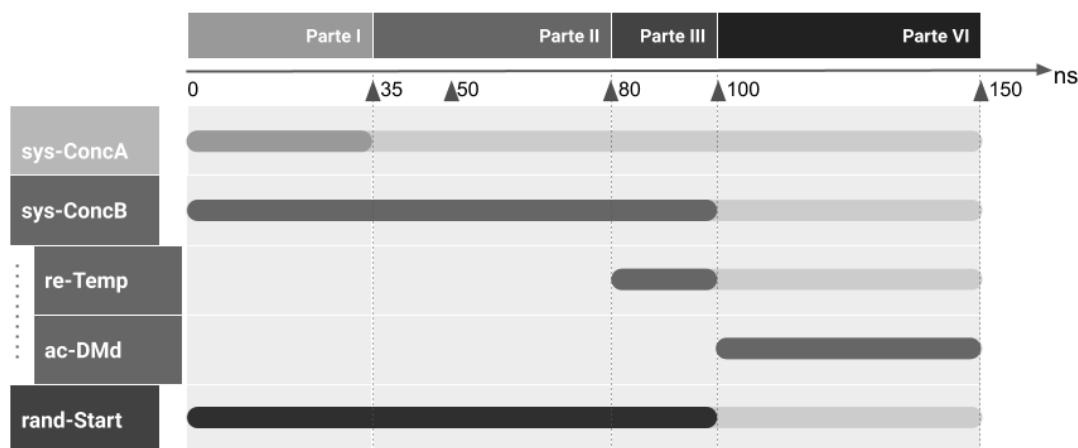 Parte I Parte II Parte III Parte VI
0 35 50 80 100 150 ns
sys-ConcA
sys-ConcB
re-Temp
ac-DMd
rand-Start